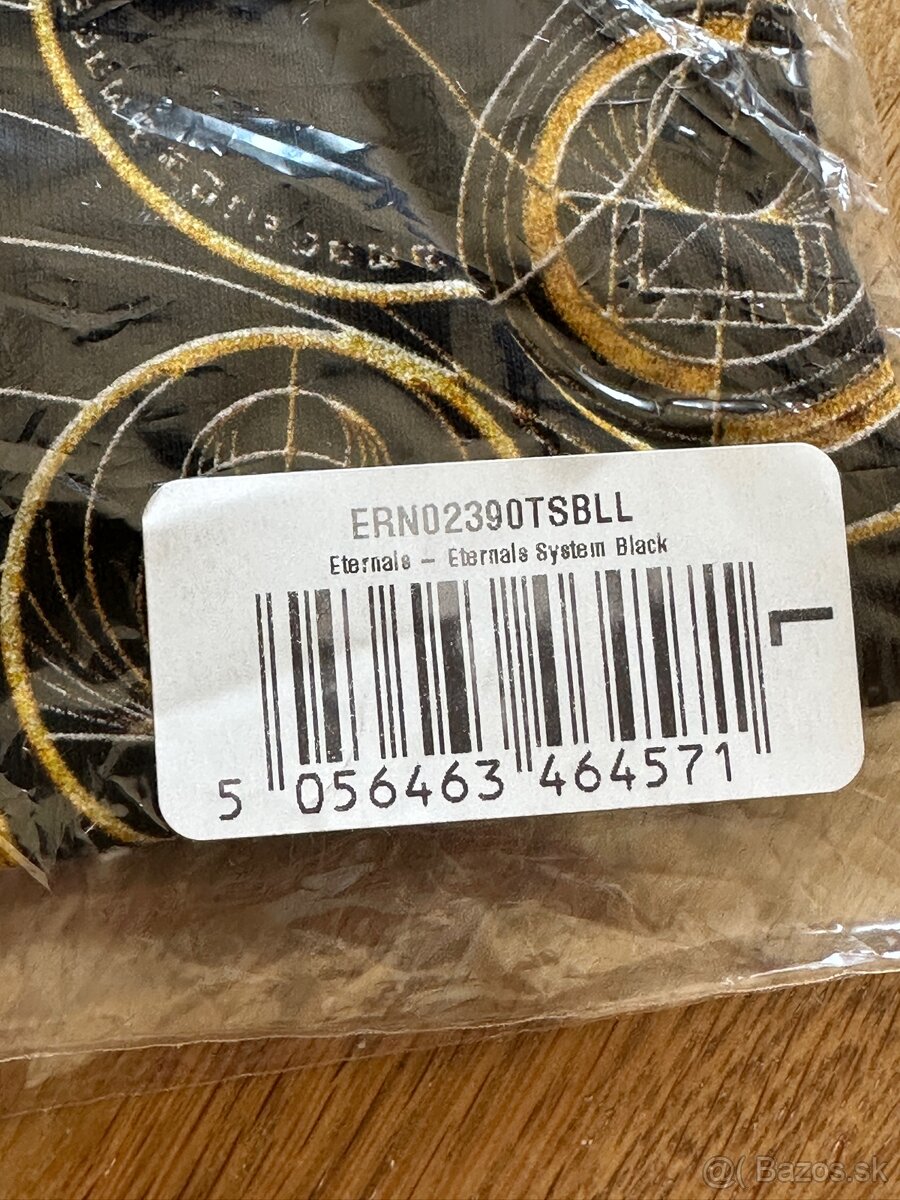 ERN02390TSBLL
Eternals – Eternals System Black
L
5 056463 464571
@( Bazos.sk